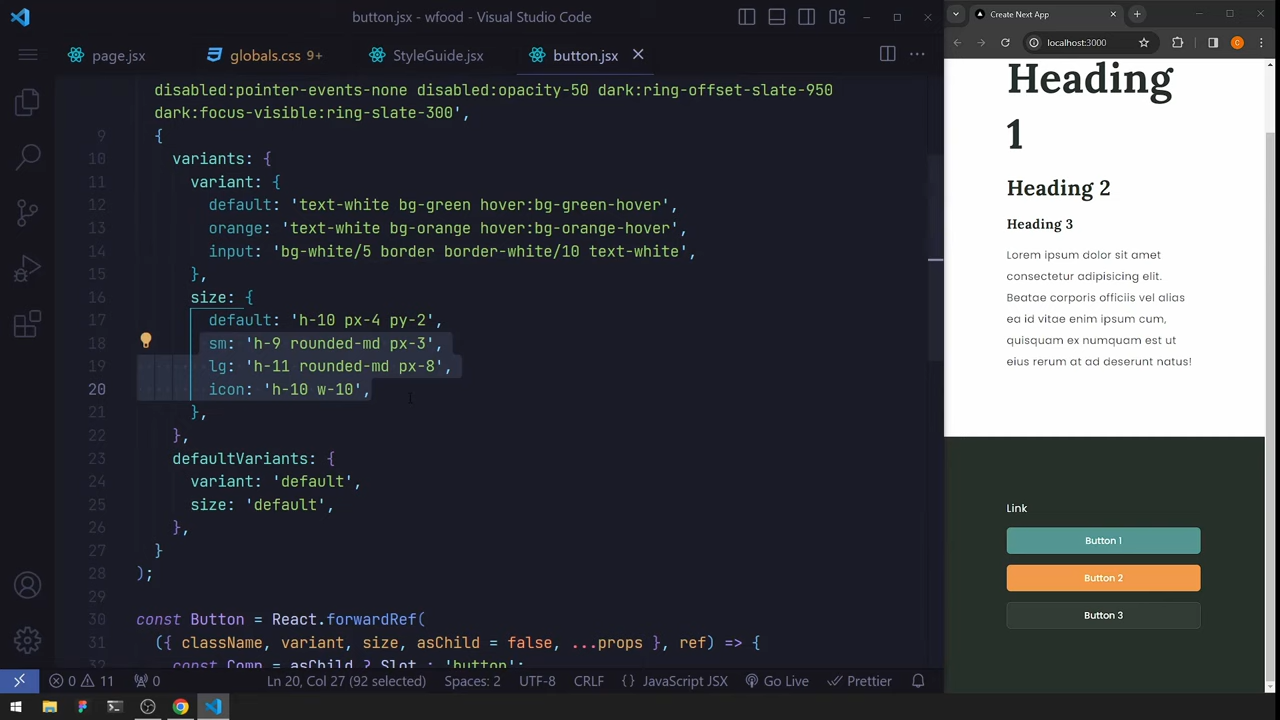 button.jsx - wfood - Visual Studio Code
page.jsx
globals.css 9+
StyleGuide.jsx
button.jsx
disabled:pointer-events-none disabled:opacity-50 dark:ring-offset-slate-950
dark:focus-visible:ring-slate-300',
9 {
10 variants: {
11 variant: {
12 default: 'text-white bg-green hover:bg-green-hover',
13 orange: 'text-white bg-orange hover:bg-orange-hover',
14 input: 'bg-white/5 border border-white/10 text-white',
15 },
16 size: {
17 default: 'h-10 px-4 py-2',
18 sm: 'h-9 rounded-md px-3',
19 lg: 'h-11 rounded-md px-8',
20 icon: 'h-10 w-10',
21 },
22 },
23 defaultVariants: {
24 variant: 'default',
25 size: 'default',
26 },
27 }
28 );
29
30 const Button = React.forwardRef(
31 ({ className, variant, size, asChild = false, ...props }, ref) => {
32 const Comp = asChild ? Slot : 'button';
0 11 0 Ln 20, Col 27 (92 selected) Spaces: 2 UTF-8 CRLF {} JavaScript JSX Go Live Prettier
Create Next App
localhost:3000
C
Heading
1
Heading 2
Heading 3
Lorem ipsum dolor sit amet
consectetur adipisicing elit.
Beatae corporis officiis vel alias
ea id vitae enim ipsum cum,
quisquam ex numquam est ut
rerum at ad deserunt natus!
Link
Button 1
Button 2
Button 3